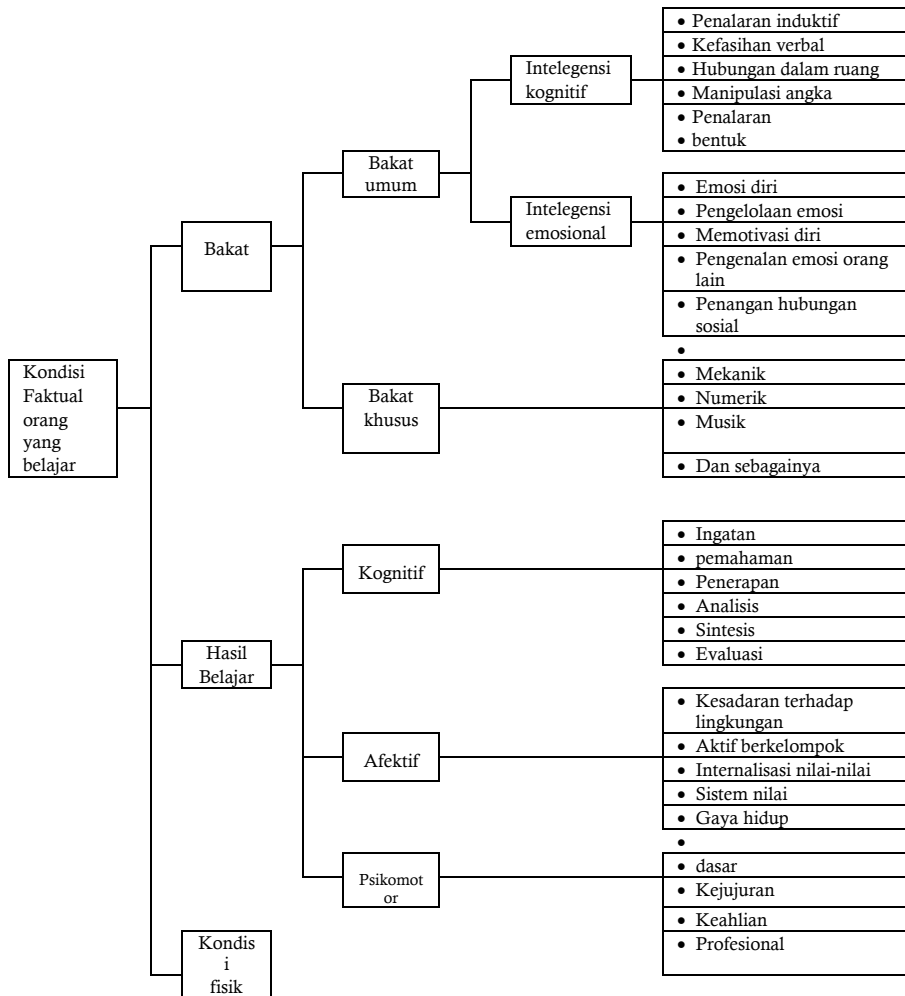 • Penalaran induktif
• Kefasihan verbal
• Hubungan dalam ruang
• Manipulasi angka
• Penalaran
• bentuk
Intelegensi
kognitif
Bakat
umum
• Emosi diri
• Pengelolaan emosi
• Memotivasi diri
• Pengenalan emosi orang
lain
• Penangan hubungan
sosial
•
Intelegensi
emosional
Bakat
Kondisi
Faktual
orang
yang
belajar
Bakat
khusus
• Mekanik
• Numerik
• Musik
• Dan sebagainya
Kognitif
• Ingatan
• pemahaman
• Penerapan
• Analisis
• Sintesis
• Evaluasi
Hasil
Belajar
Afektif
• Kesadaran terhadap
lingkungan
• Aktif berkelompok
• Internalisasi nilai-nilai
• Sistem nilai
• Gaya hidup
•
Psikomot
or
• dasar
• Kejujuran
• Keahlian
• Profesional
Kondis
i
fisik